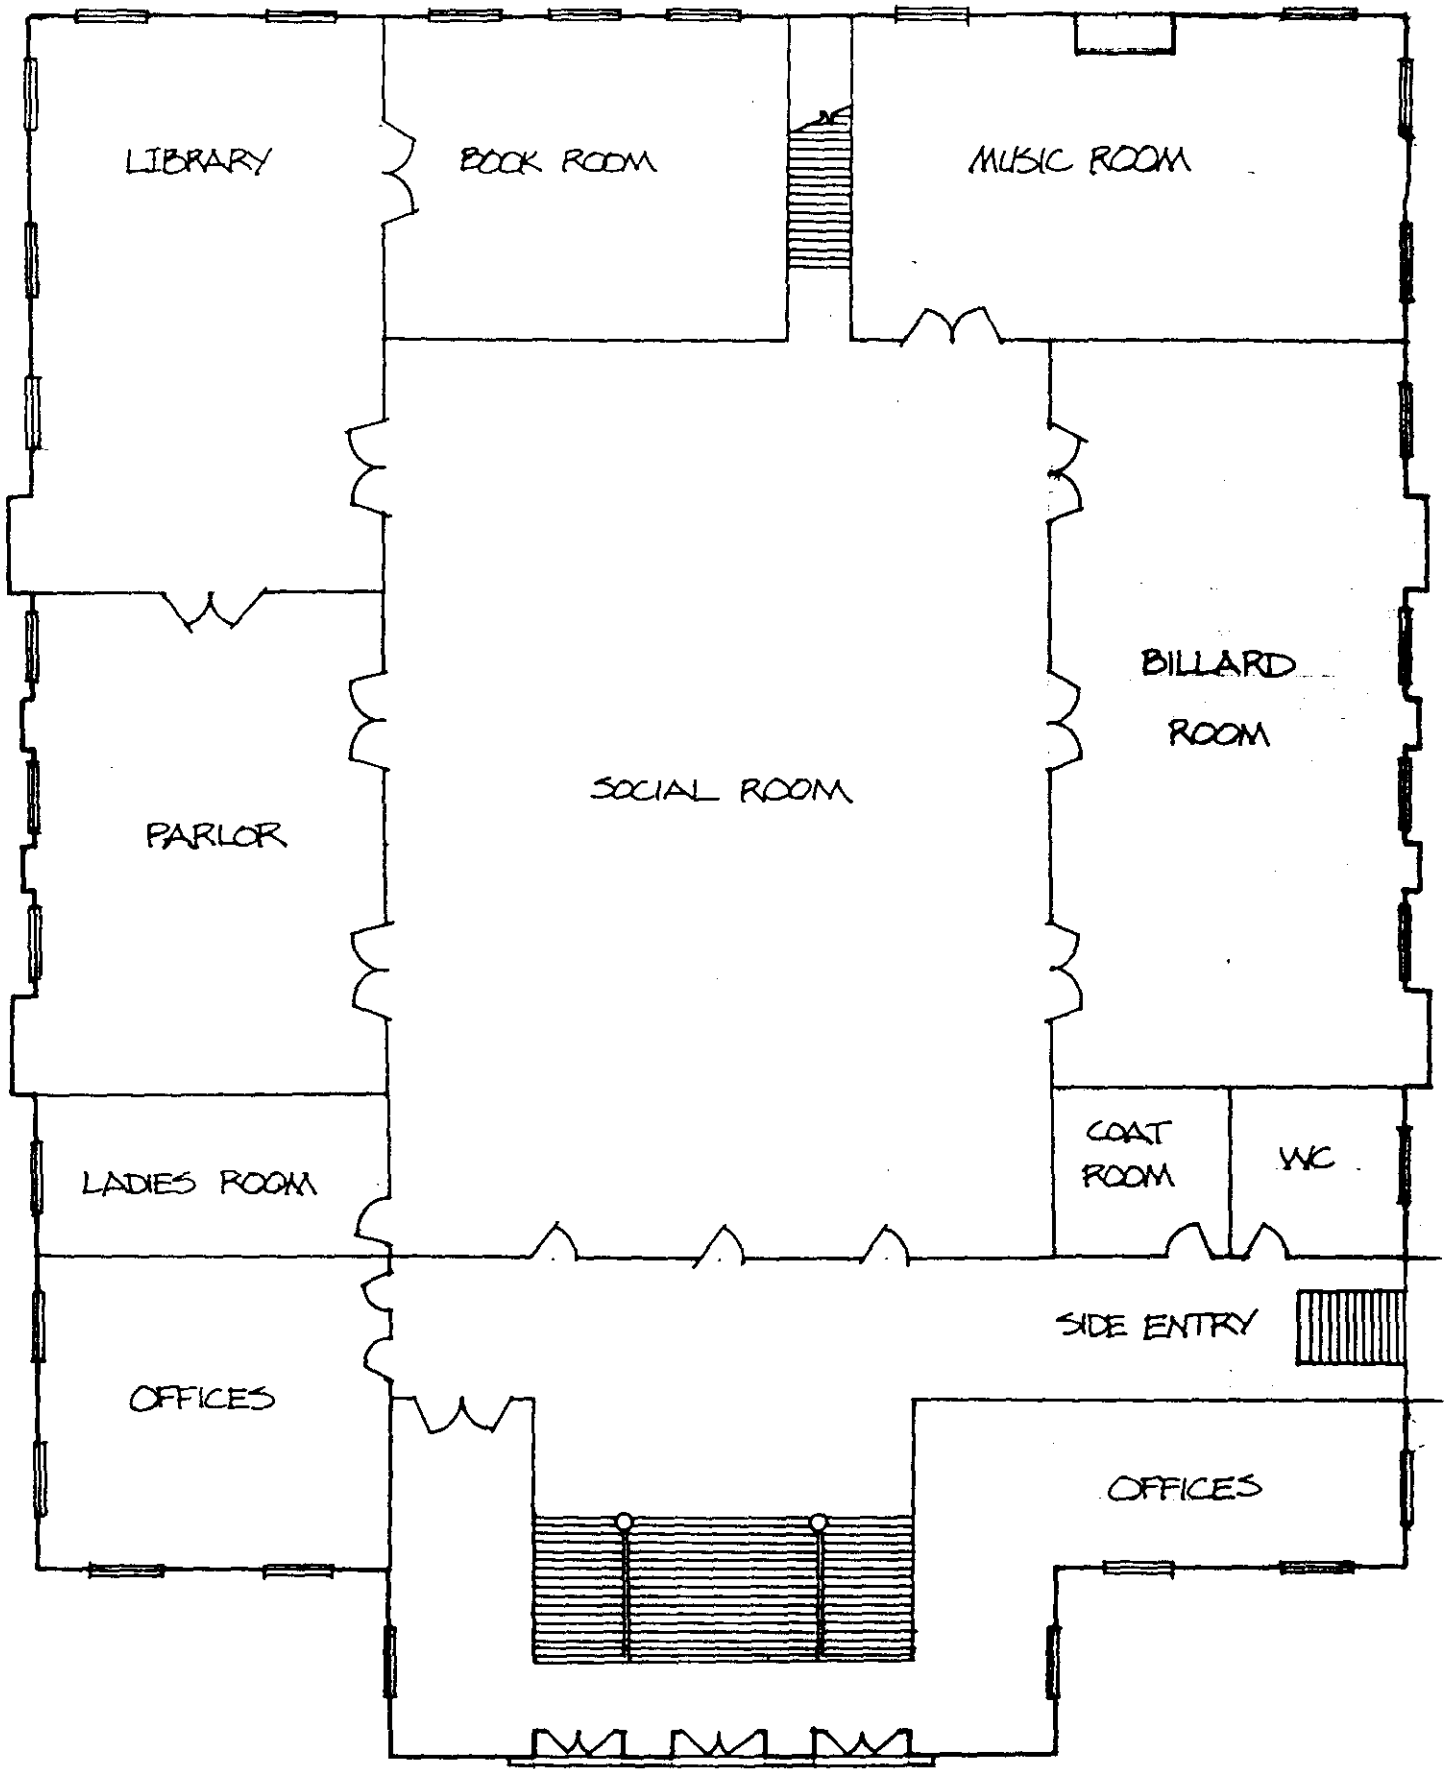 LIBRARY
BOOK ROOM
MUSIC ROOM
BILLARD
ROOM
SOCIAL ROOM
PARLOR
COAT
ROOM
WC
LADIES ROOM
SIDE ENTRY
OFFICES
OFFICES